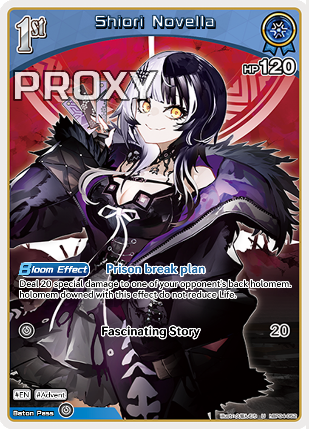 1st
Shiori Novella
HP120
PROXY
Bloom Effect Prison break plan
Deal 20 special damage to one of your opponent's back holomem.
holomem downed with this effect do not reduce Life.
Fascinating Story 20
#EN #Advent
Baton Pass